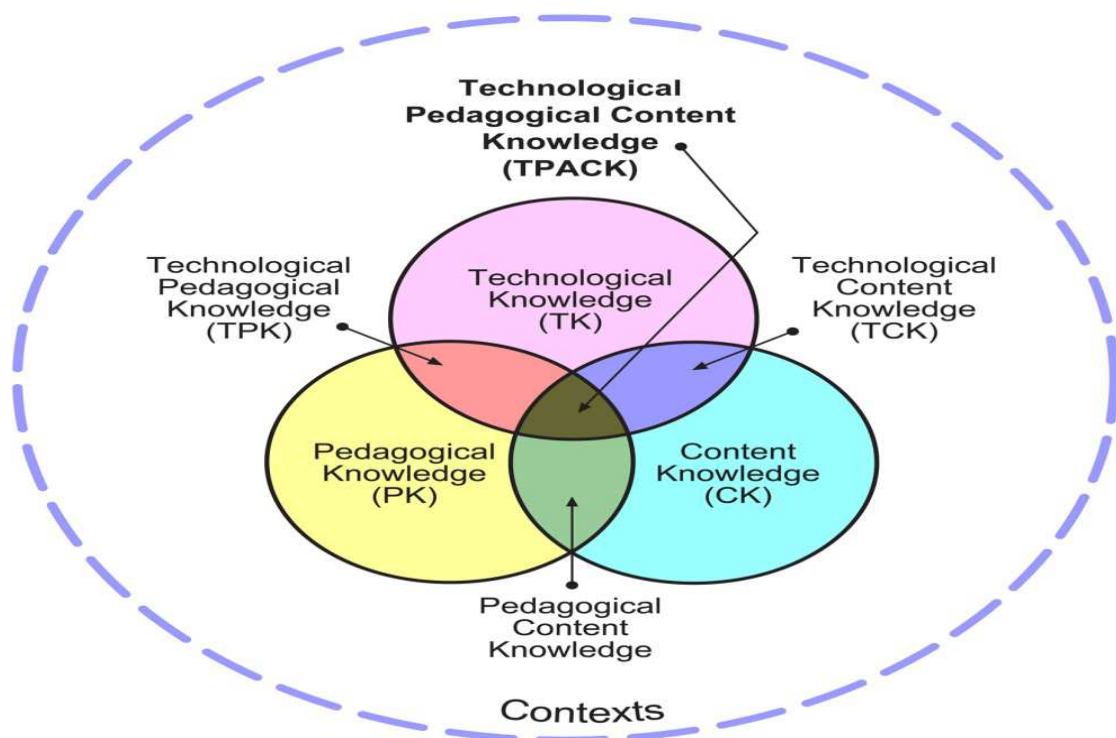 Technological
Pedagogical Content
Knowledge
(TPACK)
Technological
Pedagogical
Knowledge
(TPK)
Technological
Knowledge
(TK)
Technological
Content
Knowledge
(TCK)
Pedagogical
Knowledge
(PK)
Content
Knowledge
(CK)
Pedagogical
Content
Knowledge
Contexts